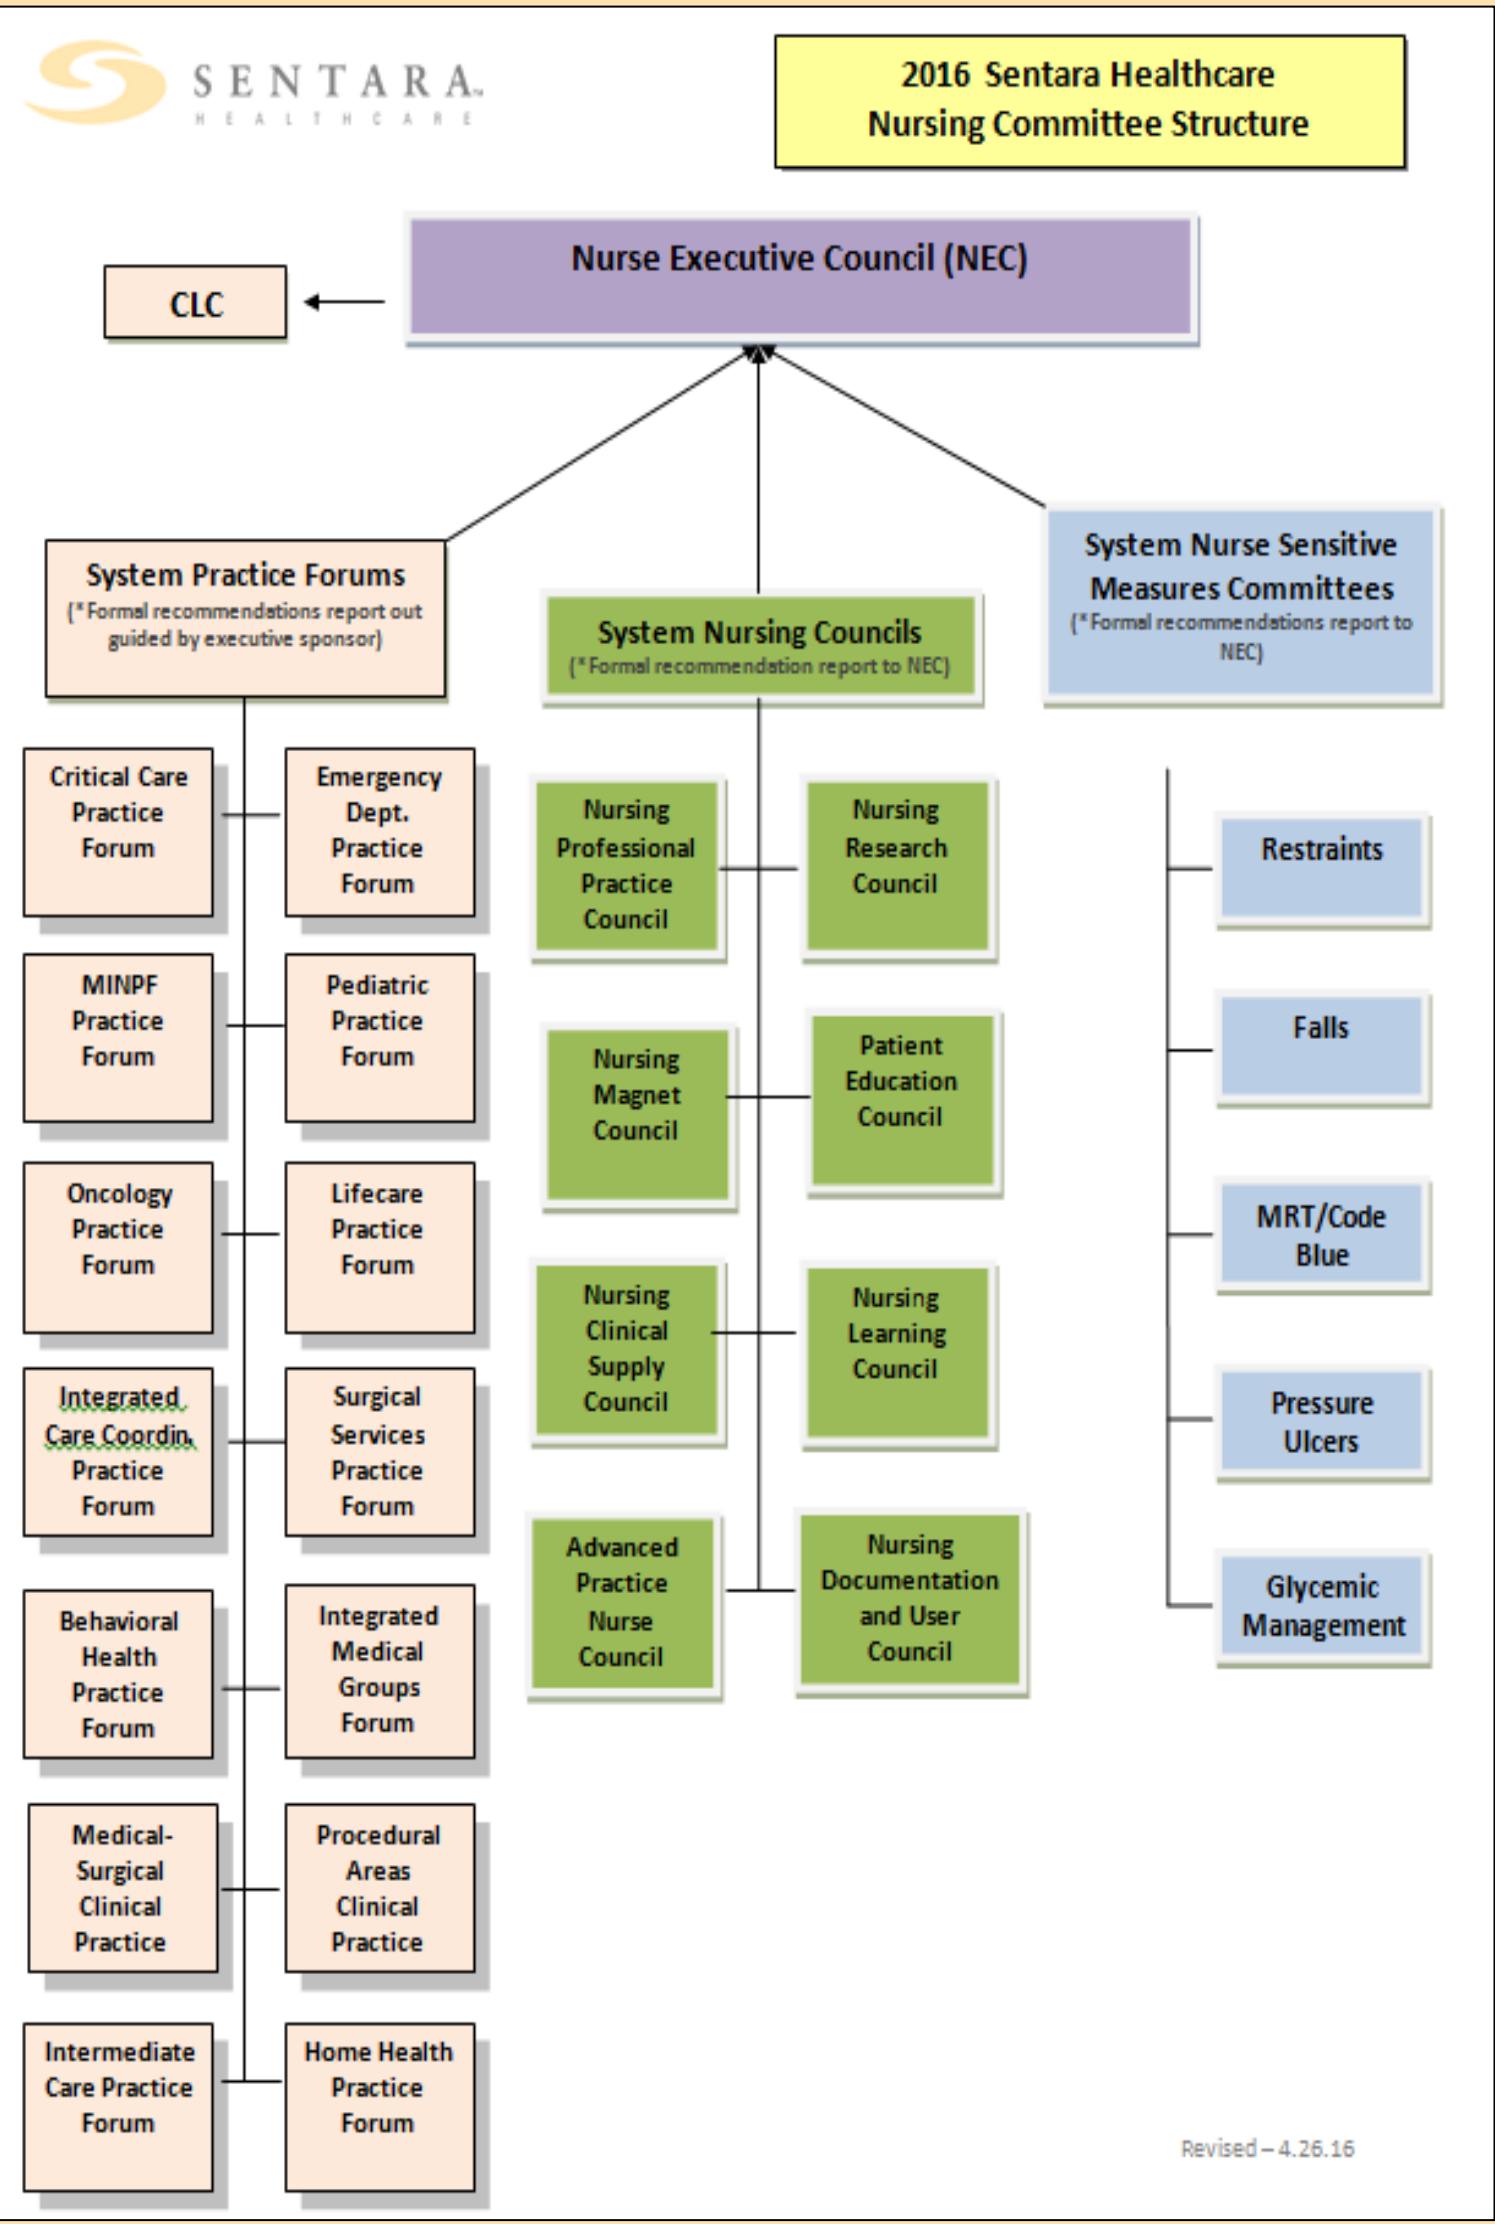 SENTARA
HEALTHCARE
2016 Sentara Healthcare
Nursing Committee Structure
Nurse Executive Council (NEC)
CLC
System Practice Forums
(*Formal recommendations report out
guided by executive sponsor)
System Nursing Councils
(*Formal recommendation report to NEC)
System Nurse Sensitive
Measures Committees
(*Formal recommendations report to
NEC)
Critical Care
Practice
Forum
Emergency
Dept.
Practice
Forum
MINPF
Practice
Forum
Pediatric
Practice
Forum
Oncology
Practice
Forum
Lifecare
Practice
Forum
Integrated
Care Coordin.
Practice
Forum
Surgical
Services
Practice
Forum
Behavioral
Health
Practice
Forum
Integrated
Medical
Groups
Forum
Medical-
Surgical
Clinical
Practice
Procedural
Areas
Clinical
Practice
Intermediate
Care Practice
Forum
Home Health
Practice
Forum
Nursing
Professional
Practice
Council
Nursing
Research
Council
Nursing
Magnet
Council
Patient
Education
Council
Nursing
Clinical
Supply
Council
Nursing
Learning
Council
Advanced
Practice
Nurse
Council
Nursing
Documentation
and User
Council
Restraints
Falls
MRT/Code
Blue
Pressure
Ulcers
Glycemic
Management
Revised – 4.26.16